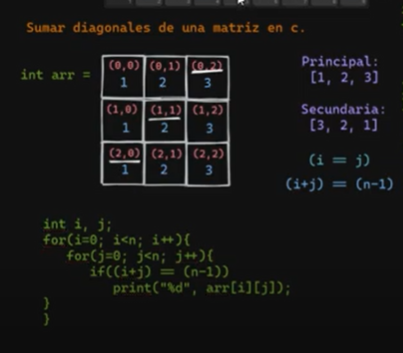 Sumar diagonales de una matriz en c.
int arr =
(0,0) (0,1) (0,2)
1 2 3
(1,0) (1,1) (1,2)
1 2 3
(2,0) (2,1) (2,2)
1 2 3
Principal:
[1, 2, 3]
Secundaria:
[3, 2, 1]
(i == j)
(i+j) == (n-1)
int i, j;
for(i=0; i<n; i++){
for(j=0; j<n; j++){
if((i+j) == (n-1))
print("%d", arr[i][j]);
}
}